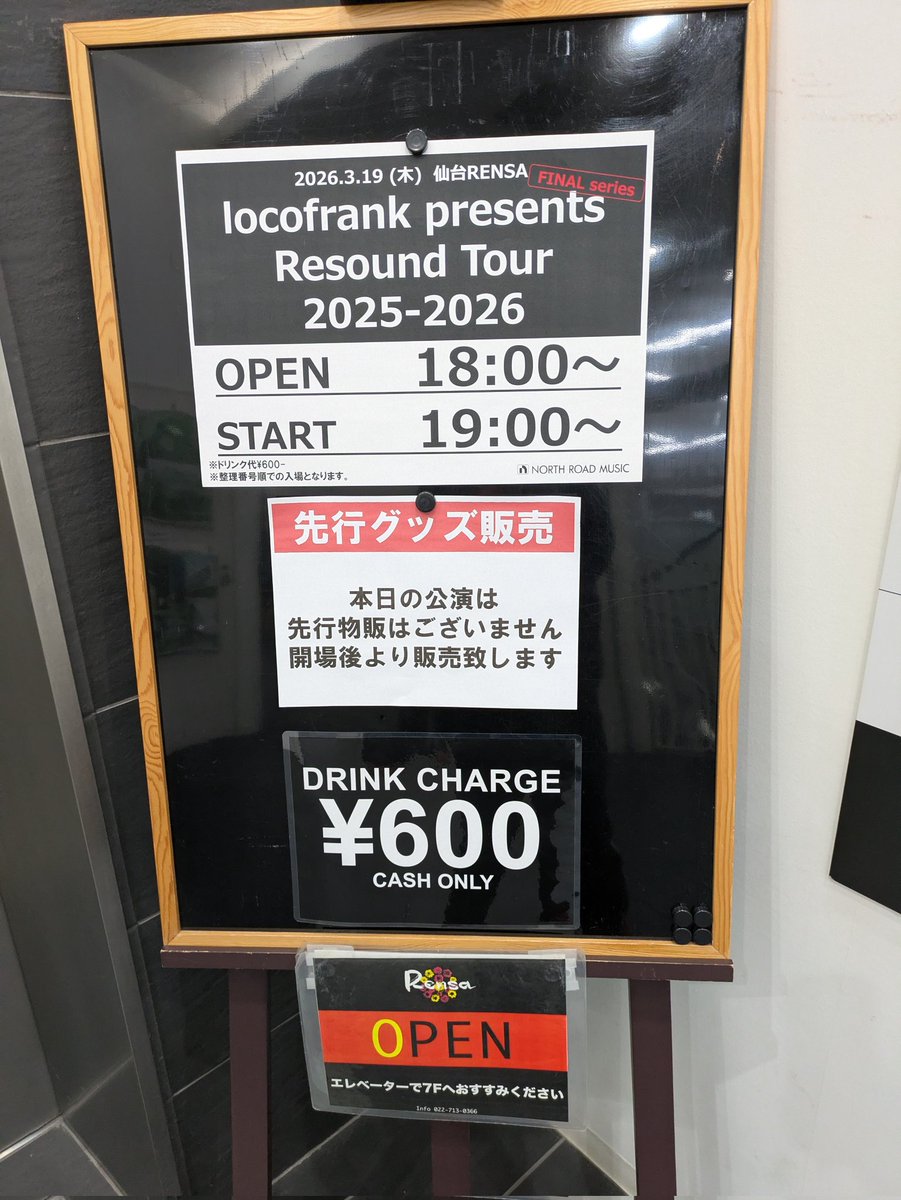 2026.3.19 (木) 仙台RENSA
FINAL series
locofrank presents
Resound Tour
2025-2026
OPEN 18:00～
START 19:00～
※ドリンク代¥600-
※整理番号順での入場となります。
NORTH ROAD MUSIC
先行グッズ販売
本日の公演は
先行物販はございません
開場後より販売致します
DRINK CHARGE
¥600
CASH ONLY
Rensa
OPEN
エレベーターで7Fへおすすみください
Info 022-713-0366